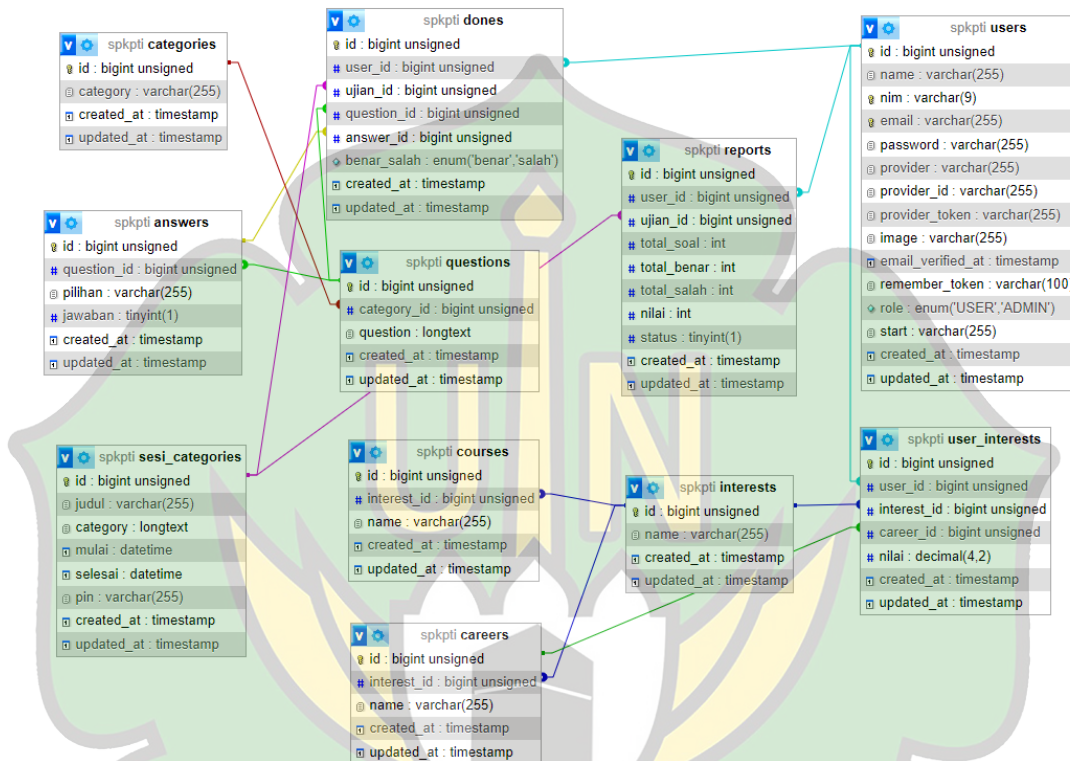 spkpti categories
id : bigint unsigned
category : varchar(255)
created_at : timestamp
updated_at : timestamp
spkpti dones
id : bigint unsigned
user_id : bigint unsigned
ujian_id : bigint unsigned
question_id : bigint unsigned
answer_id : bigint unsigned
benar_salah : enum('benar','salah')
created_at : timestamp
updated_at : timestamp
spkpti users
id : bigint unsigned
name : varchar(255)
nim : varchar(9)
email : varchar(255)
password : varchar(255)
provider : varchar(255)
provider_id : varchar(255)
provider_token : varchar(255)
image : varchar(255)
email_verified_at : timestamp
remember_token : varchar(100
role : enum('USER','ADMIN')
start : varchar(255)
created_at : timestamp
updated_at : timestamp
spkpti reports
id : bigint unsigned
user_id : bigint unsigned
ujian_id : bigint unsigned
total_soal : int
total_benar : int
total_salah : int
nilai : int
status : tinyint(1)
created_at : timestamp
updated_at : timestamp
spkpti answers
id : bigint unsigned
question_id : bigint unsigned
pilihan : varchar(255)
jawaban : tinyint(1)
created_at : timestamp
updated_at : timestamp
spkpti questions
id : bigint unsigned
category_id : bigint unsigned
question : longtext
created_at : timestamp
updated_at : timestamp
spkpti sesi_categories
id : bigint unsigned
judul : varchar(255)
category : longtext
mulai : datetime
selesai : datetime
pin : varchar(255)
created_at : timestamp
updated_at : timestamp
spkpti courses
id : bigint unsigned
interest_id : bigint unsigned
name : varchar(255)
created_at : timestamp
updated_at : timestamp
spkpti interests
id : bigint unsigned
name : varchar(255)
created_at : timestamp
updated_at : timestamp
spkpti user_interests
id : bigint unsigned
user_id : bigint unsigned
interest_id : bigint unsigned
career_id : bigint unsigned
nilai : decimal(4,2)
created_at : timestamp
updated_at : timestamp
spkpti careers
id : bigint unsigned
interest_id : bigint unsigned
name : varchar(255)
created_at : timestamp
updated_at : timestamp
UIN